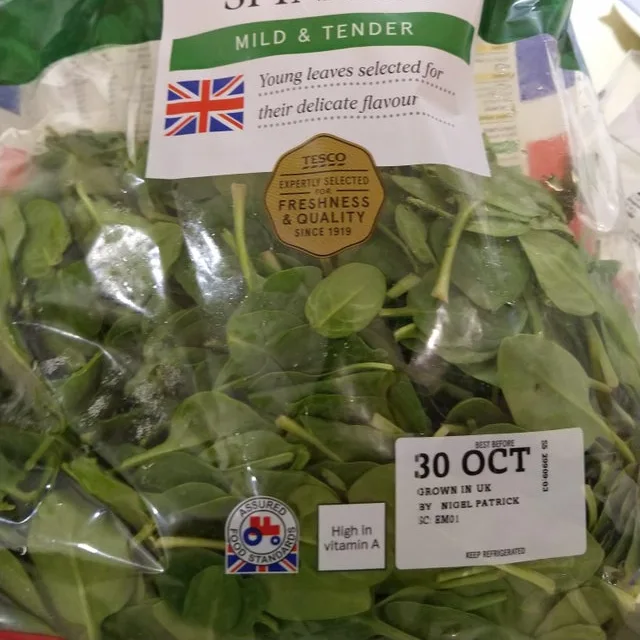 MILD & TENDER
Young leaves selected for
their delicate flavour
TESCO
EXPERTLY SELECTED
FOR
FRESHNESS
& QUALITY
SINCE 1919
BEST BEFORE
30 OCT
GROWN IN UK
BY NIGEL PATRICK
SC: EM01
KEEP REFRIGERATED
ASSURED
FOOD STANDARDS
High in
vitamin A